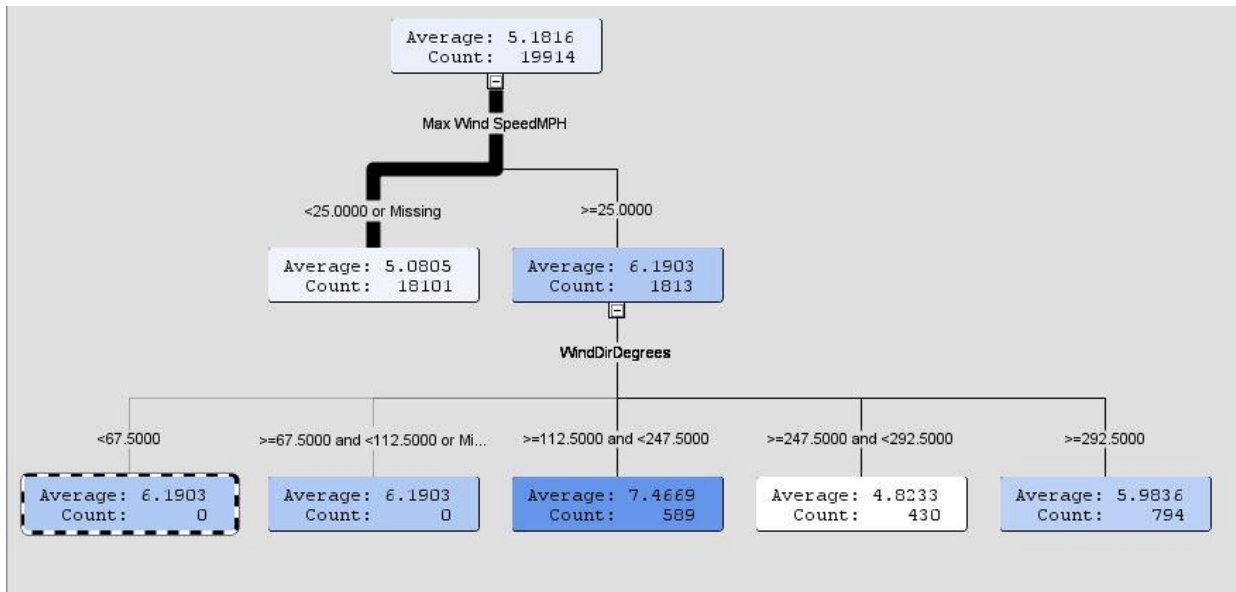 Average: 5.1816
Count: 19914
Max Wind SpeedMPH
<25.0000 or Missing
>=25.0000
Average: 5.0805
Count: 18101
Average: 6.1903
Count: 1813
WindDirDegrees
<67.5000
>=67.5000 and <112.5000 or Mi...
>=112.5000 and <247.5000
>=247.5000 and <292.5000
>=292.5000
Average: 6.1903
Count: 0
Average: 6.1903
Count: 0
Average: 7.4669
Count: 589
Average: 4.8233
Count: 430
Average: 5.9836
Count: 794